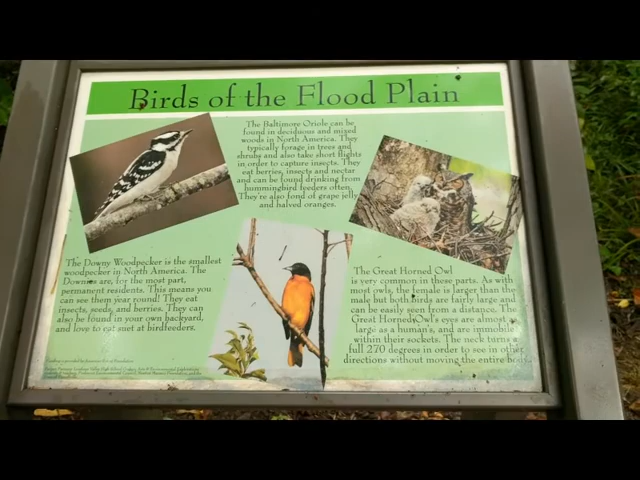 Birds of the Flood Plain
The Baltimore Oriole can be
found in deciduous and mixed
woods in North America. They
typically forage in trees and
shrubs and also take short flights
in order to capture insects. They
eat berries, insects and nectar
and can be found drinking from
hummingbird feeders often.
They're also fond of grape jelly
and halved oranges.
The Downy Woodpecker is the smallest
woodpecker in North America. The
Downies are, for the most part,
permanent residents. This means you
can see them year round! They eat
insects, seeds, and berries. They can
also be found in your own backyard,
and love to eat suet at birdfeeders.
The Great Horned Owl
is very common in these parts. As with
most owls, the female is larger than the
male but both birds are fairly large and
can be easily seen from a distance. The
Great Horned Owl's eyes are almost as
large as a human's, and are immobile
within their sockets. The neck turns a
full 270 degrees in order to see in other
directions without moving the entire body.